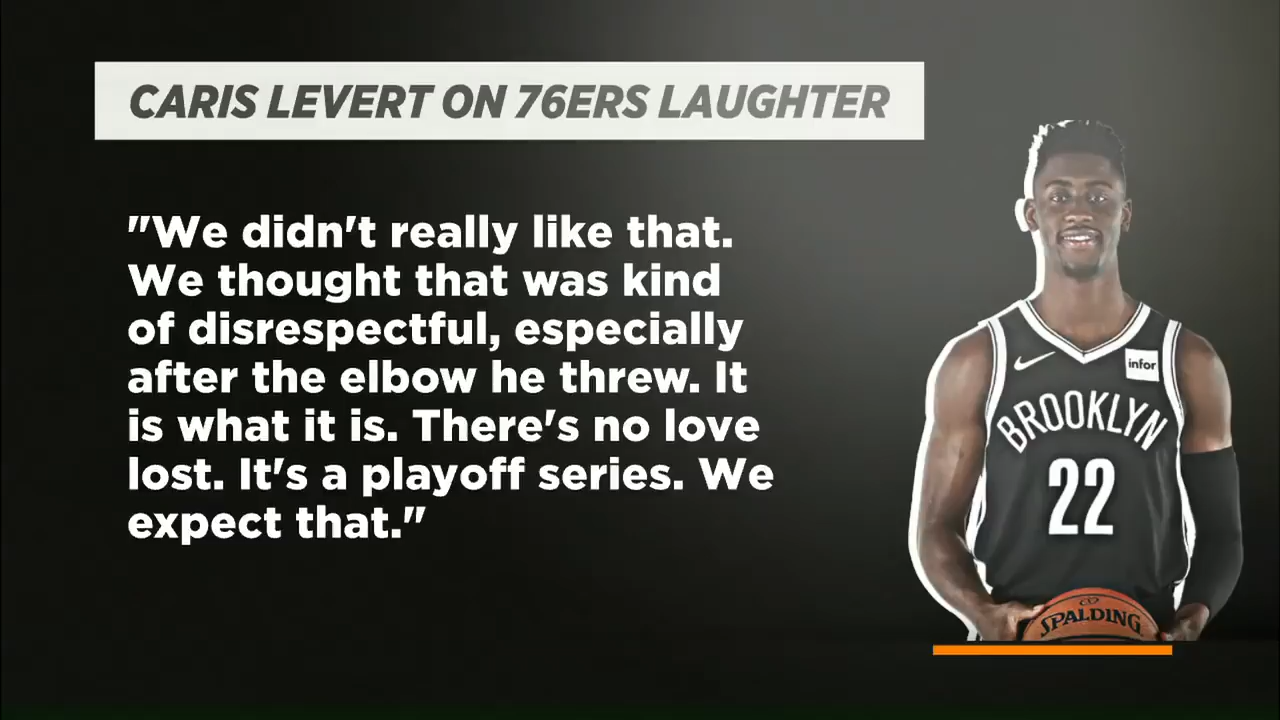 CARIS LEVERT ON 76ERS LAUGHTER
"We didn't really like that.
We thought that was kind
of disrespectful, especially
after the elbow he threw. It
is what it is. There's no love
lost. It's a playoff series. We
expect that."
infor
BROOKLYN
22
SPALDING